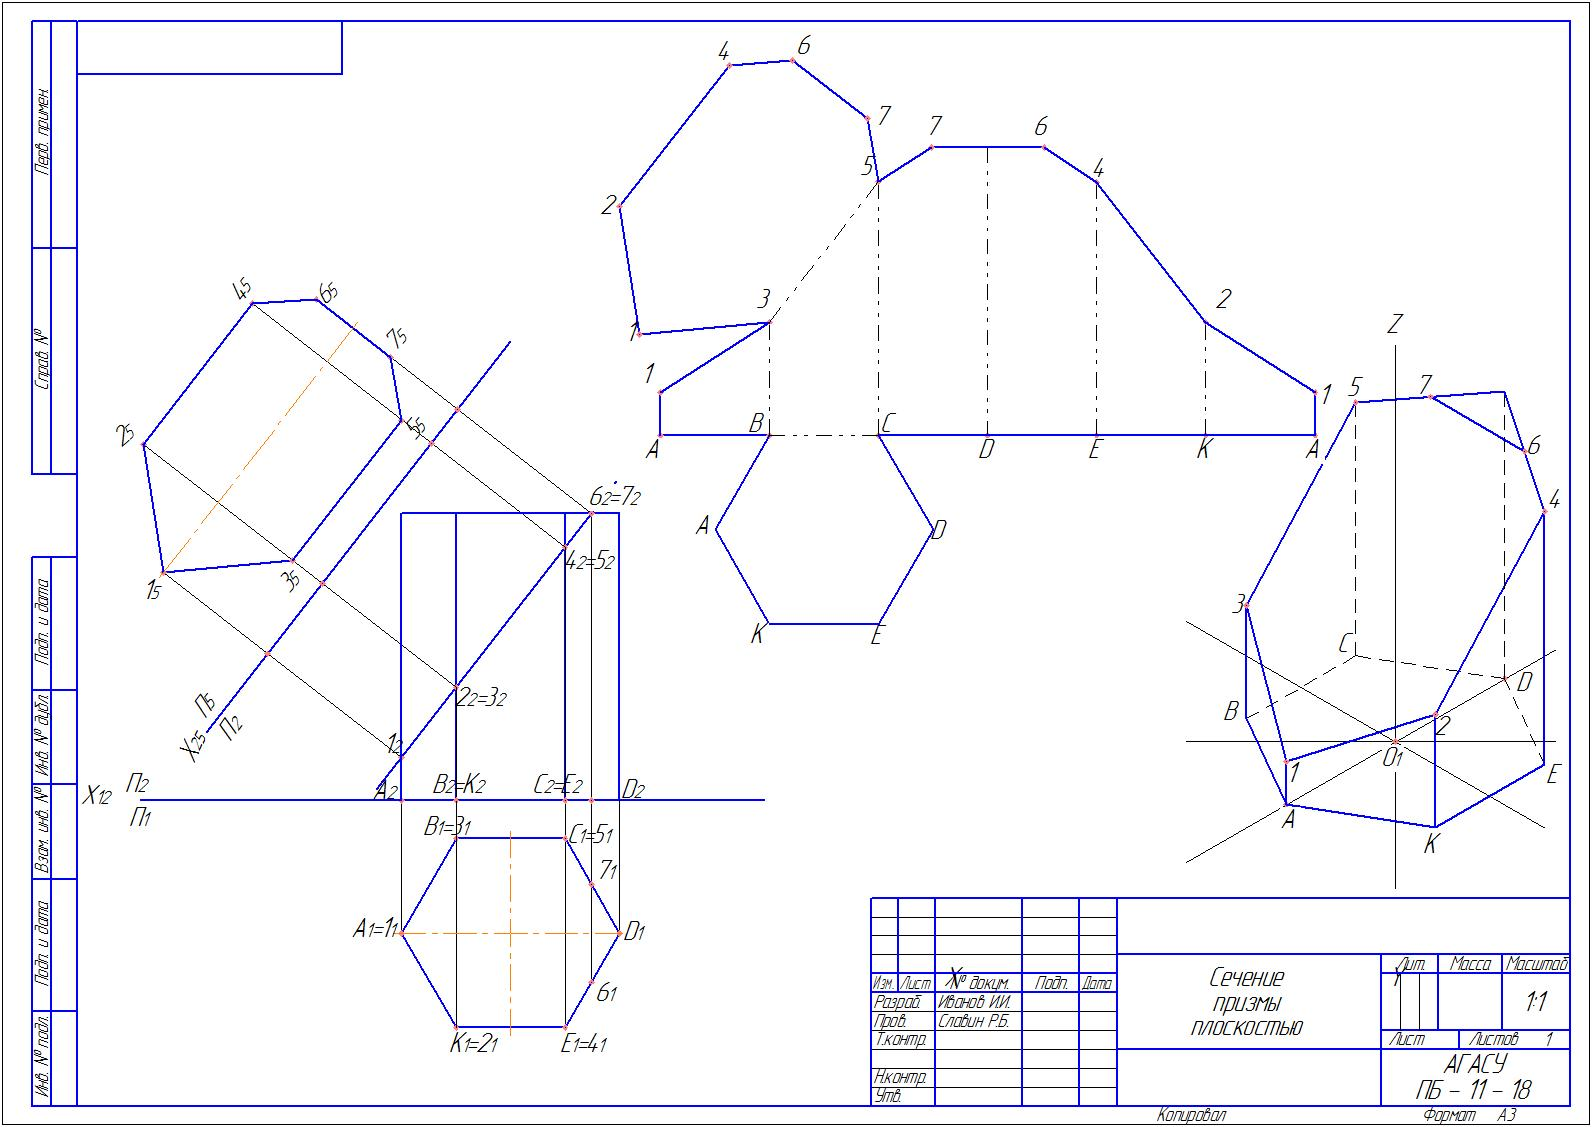 Перв. примен.
Справ. №
Подп. и дата
Инв. № дубл.
Взам. инв. №
Подп. и дата
Инв. № подл.
4
6
7
5
2
1
3
7
6
4
2
1
1
A
B
C
D
E
K
A
A
D
K
E
45
65
75
25
55
15
35
П5
X25
П2
62=72
42=52
22=32
12
X12
П2
П1
A2
B2=K2
C2=E2
D2
B1=31
C1=51
71
A1=11
D1
61
K1=21
E1=41
Z
5
7
6
4
3
C
D
B
2
O1
1
E
A
K
Изм.
Лист
№ докум.
Подп.
Дата
Разраб.
Иванов И.И.
Пров.
Славин Р.Б.
Т.контр.
Н.контр.
Утв.
Сечение
призмы
плоскостью
Лит.
Масса
Масштаб
У
1:1
Лист
Листов 1
АГАСУ
ПБ – 11 – 18
Копировал
Формат А3